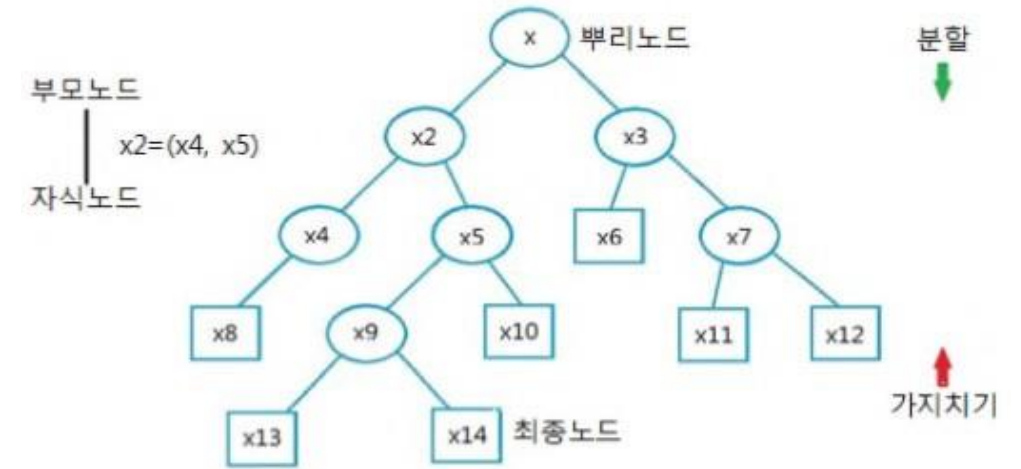 x 뿌리노드 분할
부모노드
x2 x3
x2=(x4, x5)
자식노드
x4 x5 x6 x7
x8 x9 x10 x11 x12
가지치기
x13 x14 최종노드